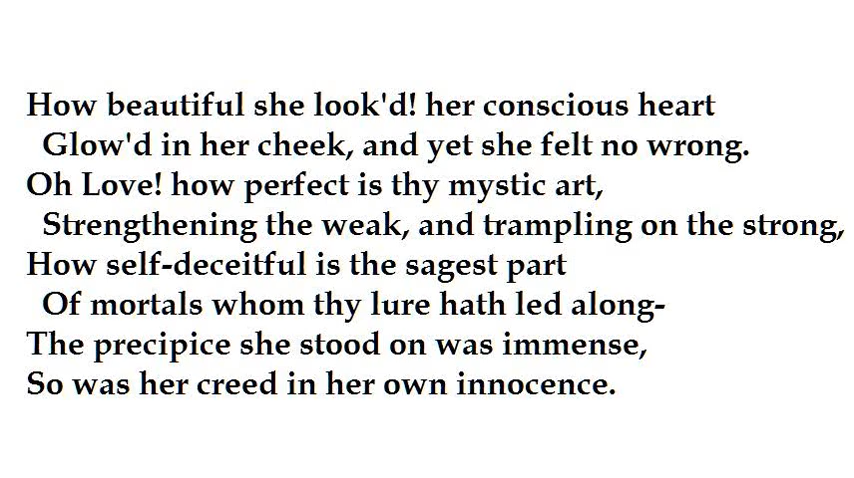 How beautiful she look'd! her conscious heart
Glow'd in her cheek, and yet she felt no wrong.
Oh Love! how perfect is thy mystic art,
Strengthening the weak, and trampling on the strong,
How self-deceitful is the sagest part
Of mortals whom thy lure hath led along-
The precipice she stood on was immense,
So was her creed in her own innocence.